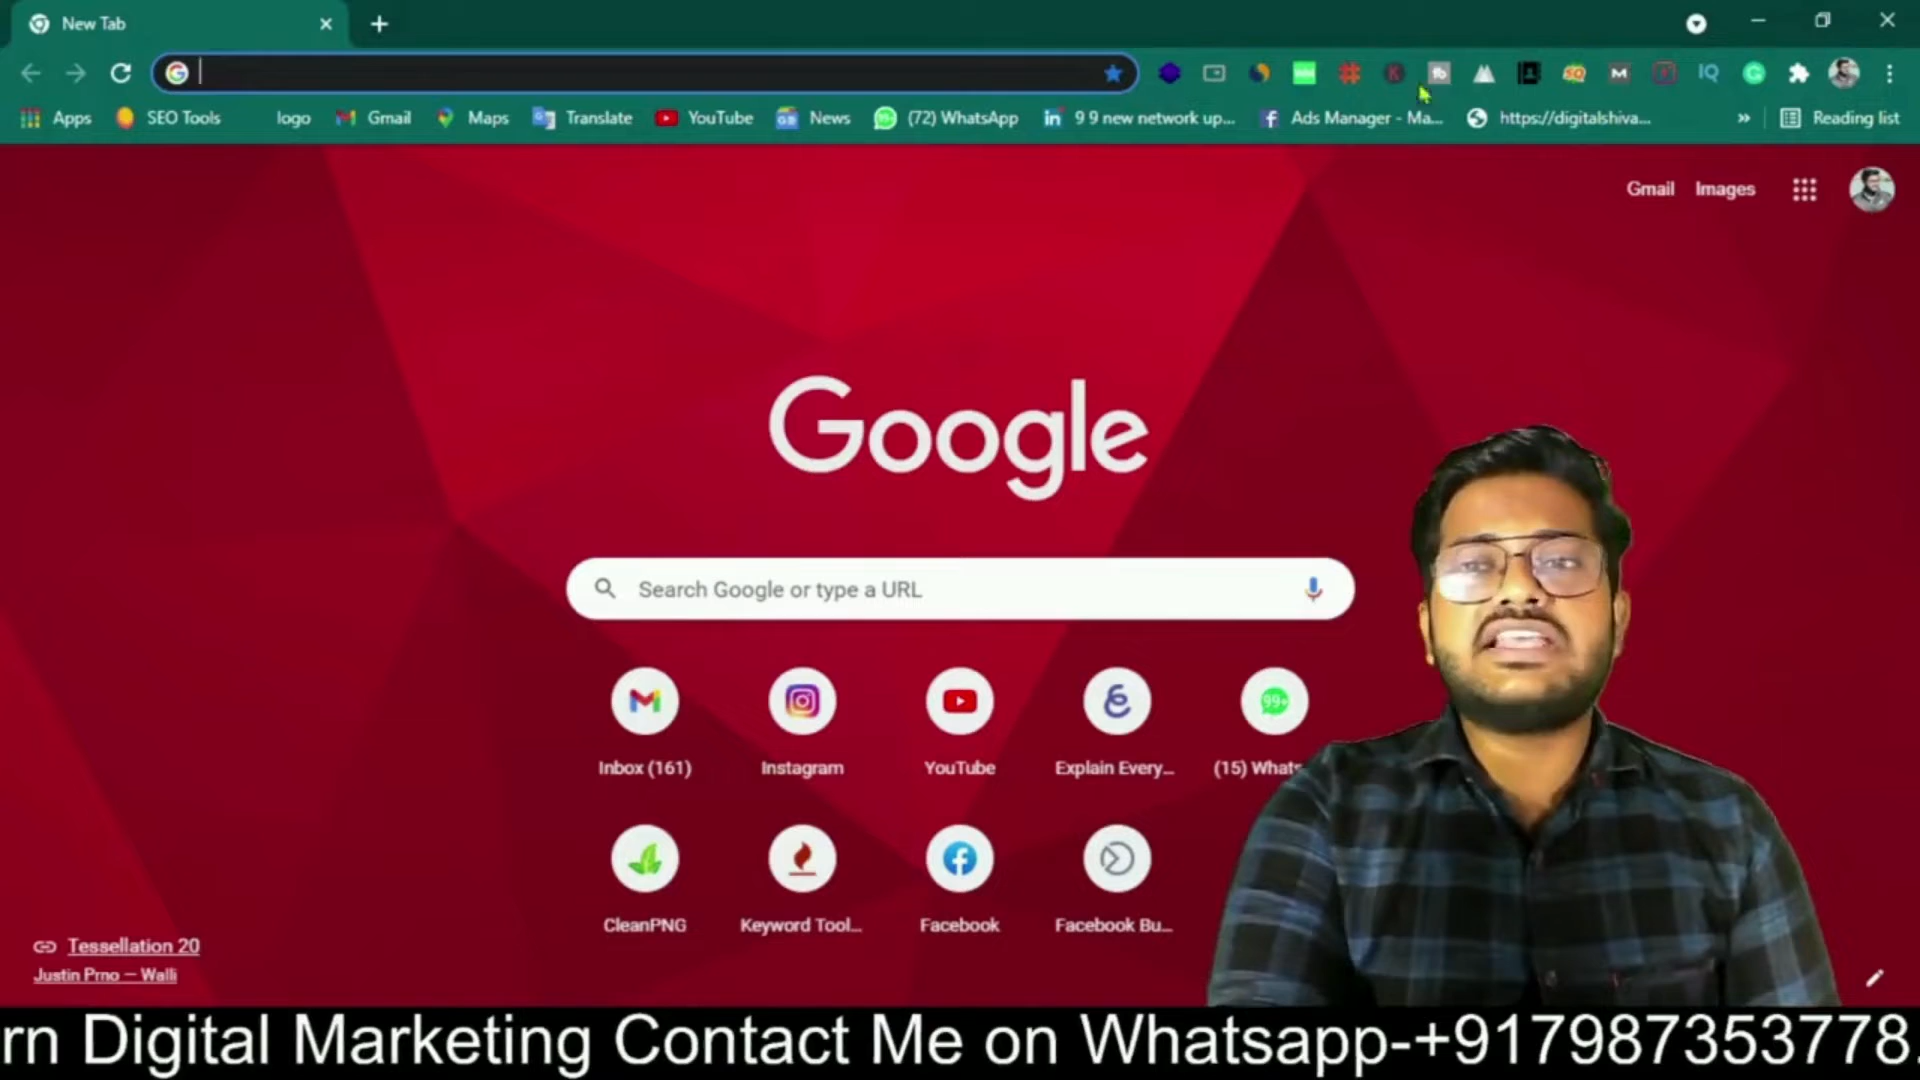 New Tab
Apps SEO Tools logo Gmail Maps Translate YouTube News (72) WhatsApp 9 9 new network up... Ads Manager - Ma... https://digitalshiva... » Reading list
Gmail Images
Google
Search Google or type a URL
Inbox (161) Instagram YouTube Explain Every... (15) Whats
CleanPNG Keyword Tool... Facebook Facebook Bu...
Tessellation 20
Justin Prno — Walli
rn Digital Marketing Contact Me on Whatsapp-+917987353778.